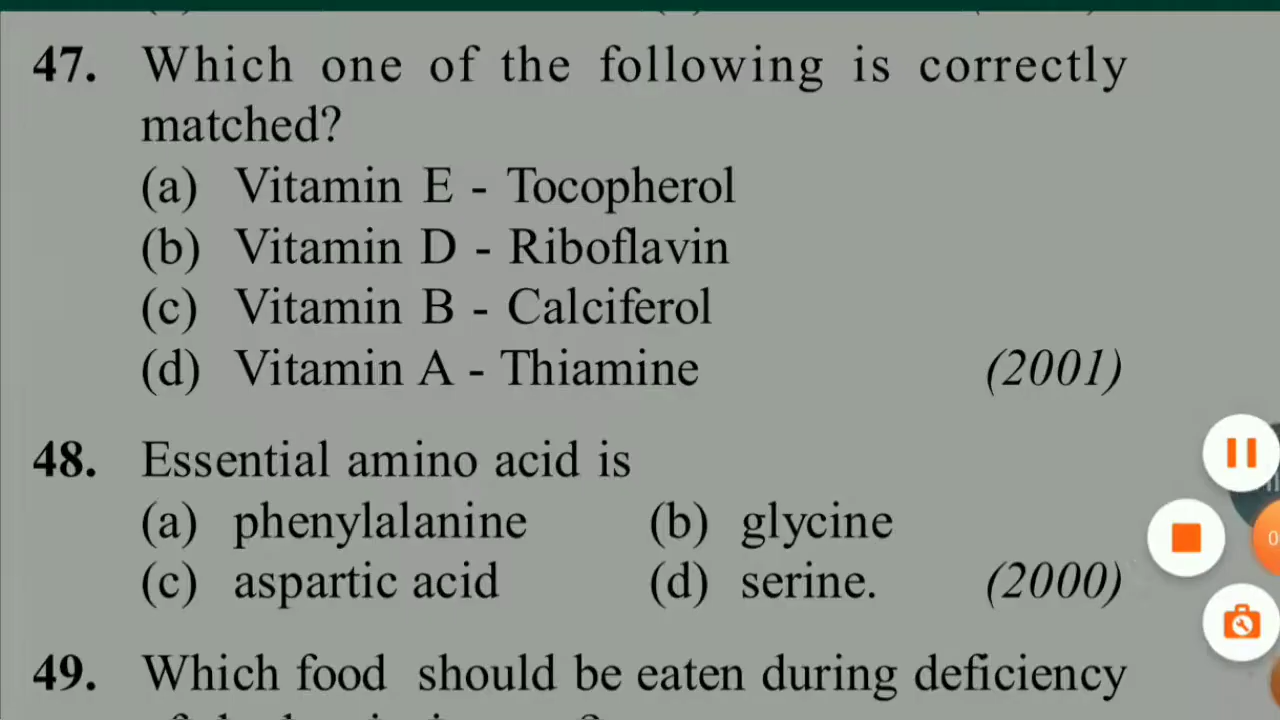 47. Which one of the following is correctly
matched?
(a) Vitamin E - Tocopherol
(b) Vitamin D - Riboflavin
(c) Vitamin B - Calciferol
(d) Vitamin A - Thiamine (2001)
48. Essential amino acid is
(a) phenylalanine (b) glycine
(c) aspartic acid (d) serine. (2000)
49. Which food should be eaten during deficiency